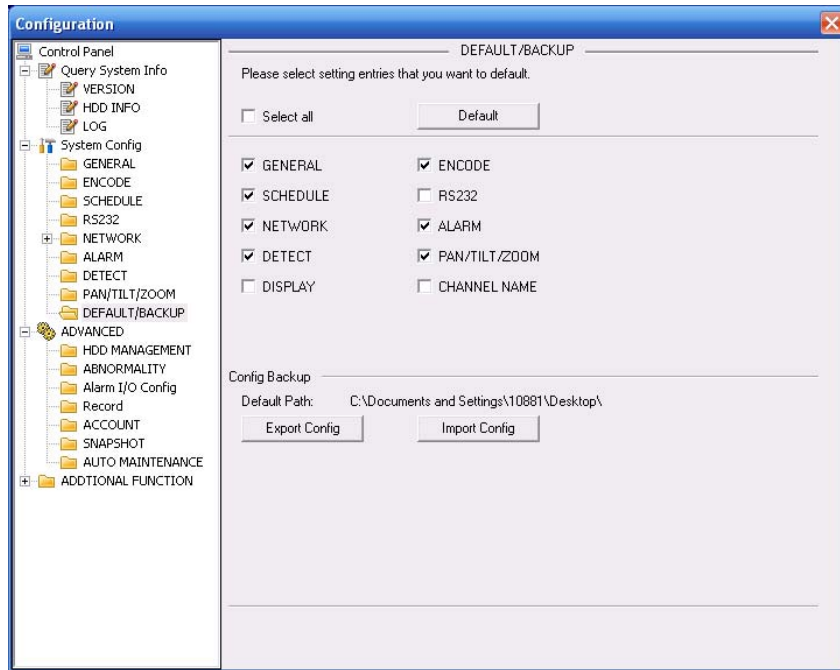 Configuration
Control Panel
Query System Info
VERSION
HDD INFO
LOG
System Config
GENERAL
ENCODE
SCHEDULE
RS232
NETWORK
ALARM
DETECT
PAN/TILT/ZOOM
DEFAULT/BACKUP
ADVANCED
HDD MANAGEMENT
ABNORMALITY
Alarm I/O Config
Record
ACCOUNT
SNAPSHOT
AUTO MAINTENANCE
ADDTIONAL FUNCTION
DEFAULT/BACKUP
Please select setting entries that you want to default.
Select all Default
GENERAL ENCODE
SCHEDULE RS232
NETWORK ALARM
DETECT PAN/TILT/ZOOM
DISPLAY CHANNEL NAME
Config Backup
Default Path: C:\Documents and Settings\10881\Desktop\
Export Config Import Config